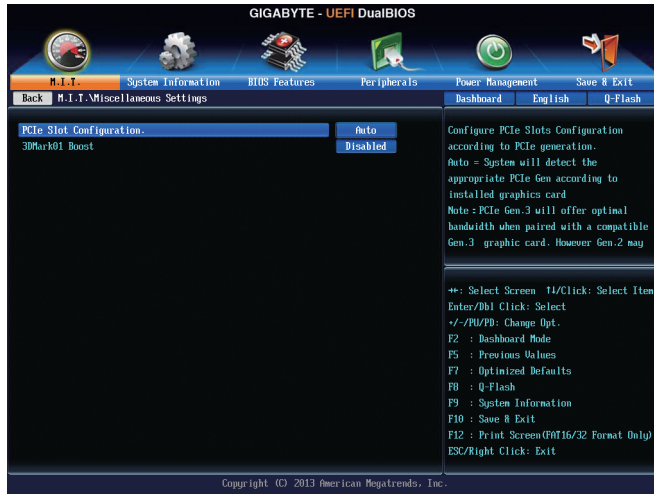 GIGABYTE - UEFI DualBIOS
M.I.T.
System Information
BIOS Features
Peripherals
Power Management
Save & Exit
Back
M.I.T.\Miscellaneous Settings
Dashboard
English
Q-Flash
PCIe Slot Configuration.
Auto
3DMark01 Boost
Disabled
Configure PCIe Slots Configuration
according to PCIe generation.
Auto = System will detect the
appropriate PCIe Gen according to
installed graphics card
Note : PCIe Gen.3 will offer optimal
bandwidth when paired with a compatible
Gen.3 graphic card. However Gen.2 may
→←: Select Screen ↑↓/Click: Select Item
Enter/Dbl Click: Select
+/-/PU/PD: Change Opt.
F2 : Dashboard Mode
F5 : Previous Values
F7 : Optimized Defaults
F8 : Q-Flash
F9 : System Information
F10 : Save & Exit
F12 : Print Screen(FAT16/32 Format Only)
ESC/Right Click: Exit
Copyright (C) 2013 American Megatrends, Inc.